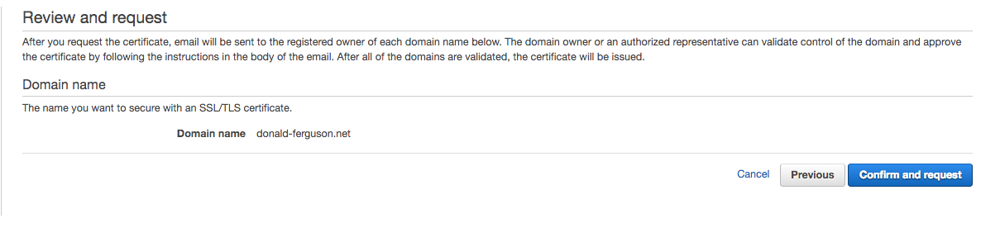 Review and request
After you request the certificate, email will be sent to the registered owner of each domain name below. The domain owner or an authorized representative can validate control of the domain and approve
the certificate by following the instructions in the body of the email. After all of the domains are validated, the certificate will be issued.
Domain name
The name you want to secure with an SSL/TLS certificate.
Domain name donald-ferguson.net
Cancel Previous Confirm and request